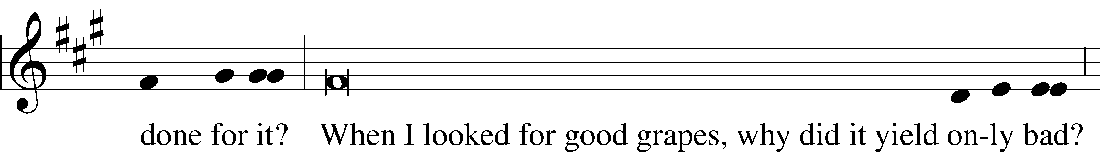 done for it? When I looked for good grapes, why did it yield on-ly bad?